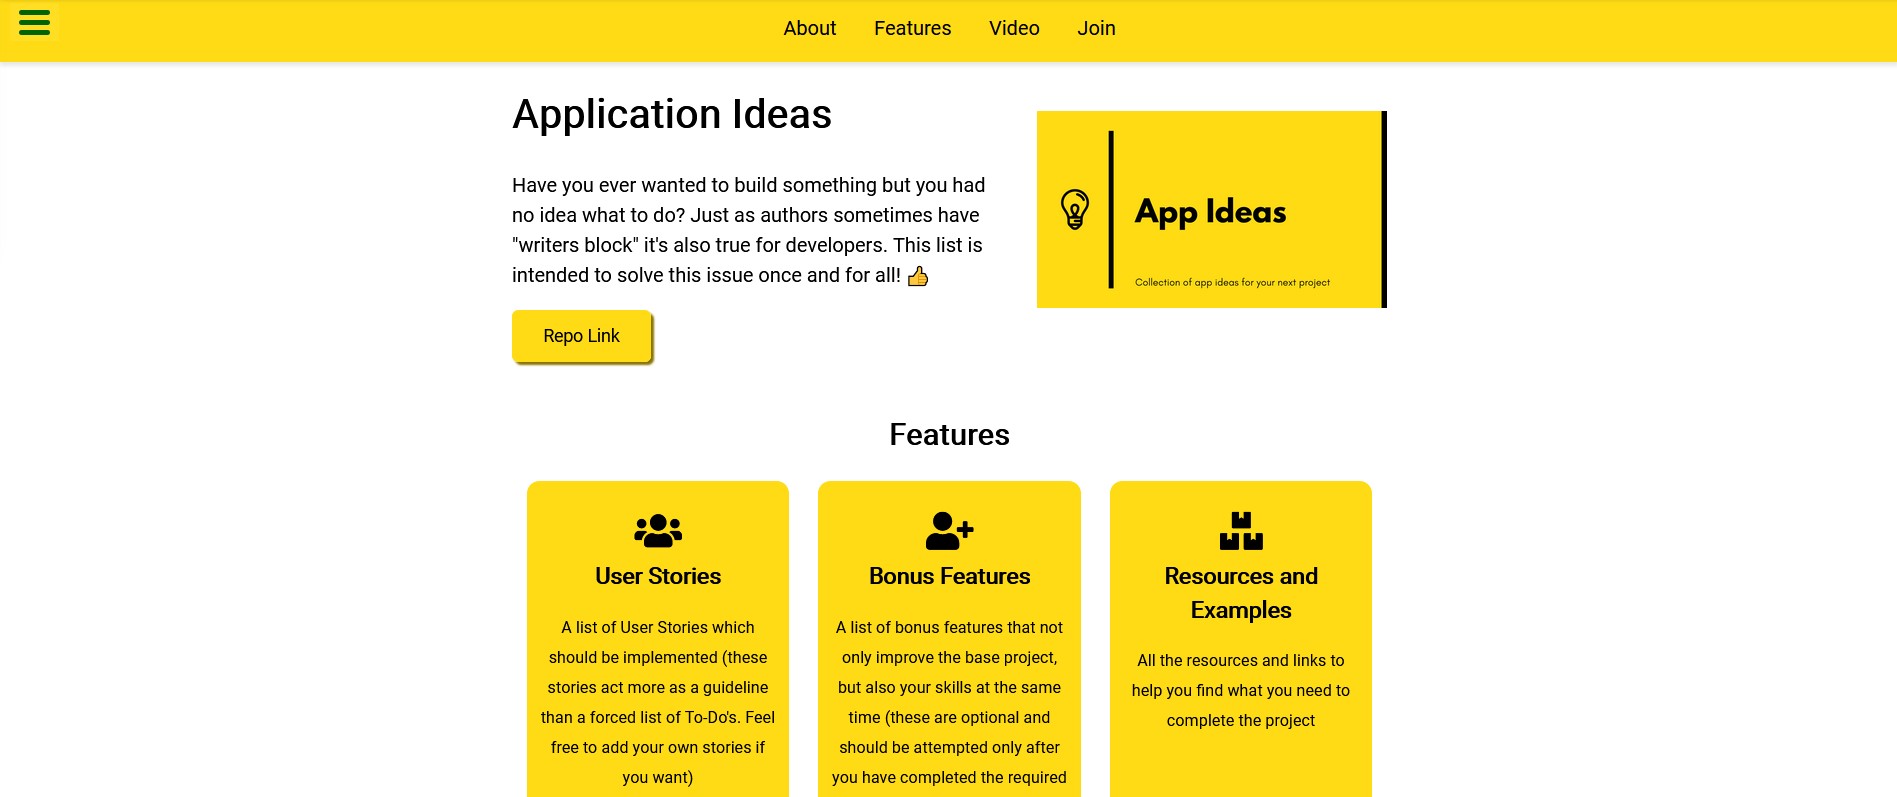 About Features Video Join
Application Ideas
Have you ever wanted to build something but you had
no idea what to do? Just as authors sometimes have
"writers block" it's also true for developers. This list is
intended to solve this issue once and for all! 👍
Repo Link
App Ideas
Collection of app ideas for your next project
Features
User Stories
A list of User Stories which
should be implemented (these
stories act more as a guideline
than a forced list of To-Do's. Feel
free to add your own stories if
you want)
Bonus Features
A list of bonus features that not
only improve the base project,
but also your skills at the same
time (these are optional and
should be attempted only after
you have completed the required
Resources and
Examples
All the resources and links to
help you find what you need to
complete the project